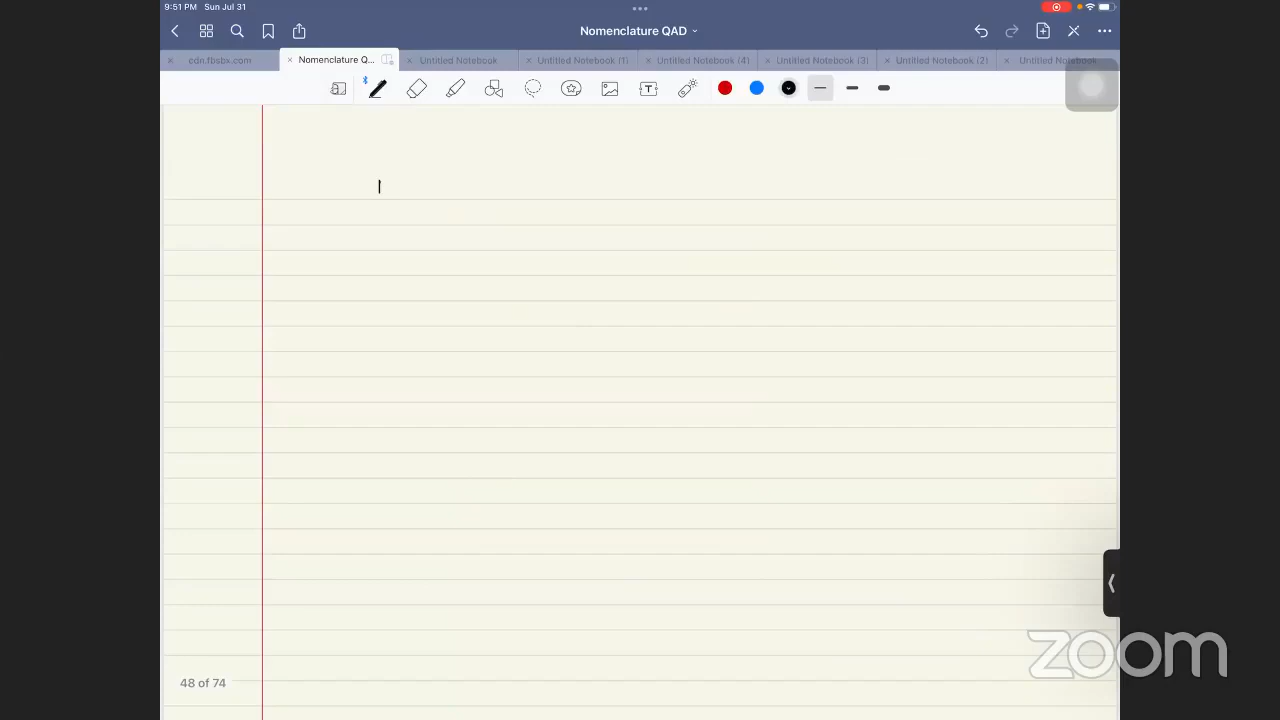 9:51 PM Sun Jul 31
Nomenclature QAD
cdn.fbsbx.com
Nomenclature Q...
Untitled Notebook
Untitled Notebook (1)
Untitled Notebook (4)
Untitled Notebook (3)
Untitled Notebook (2)
Untitled Notebook
T
48 of 74
zoom